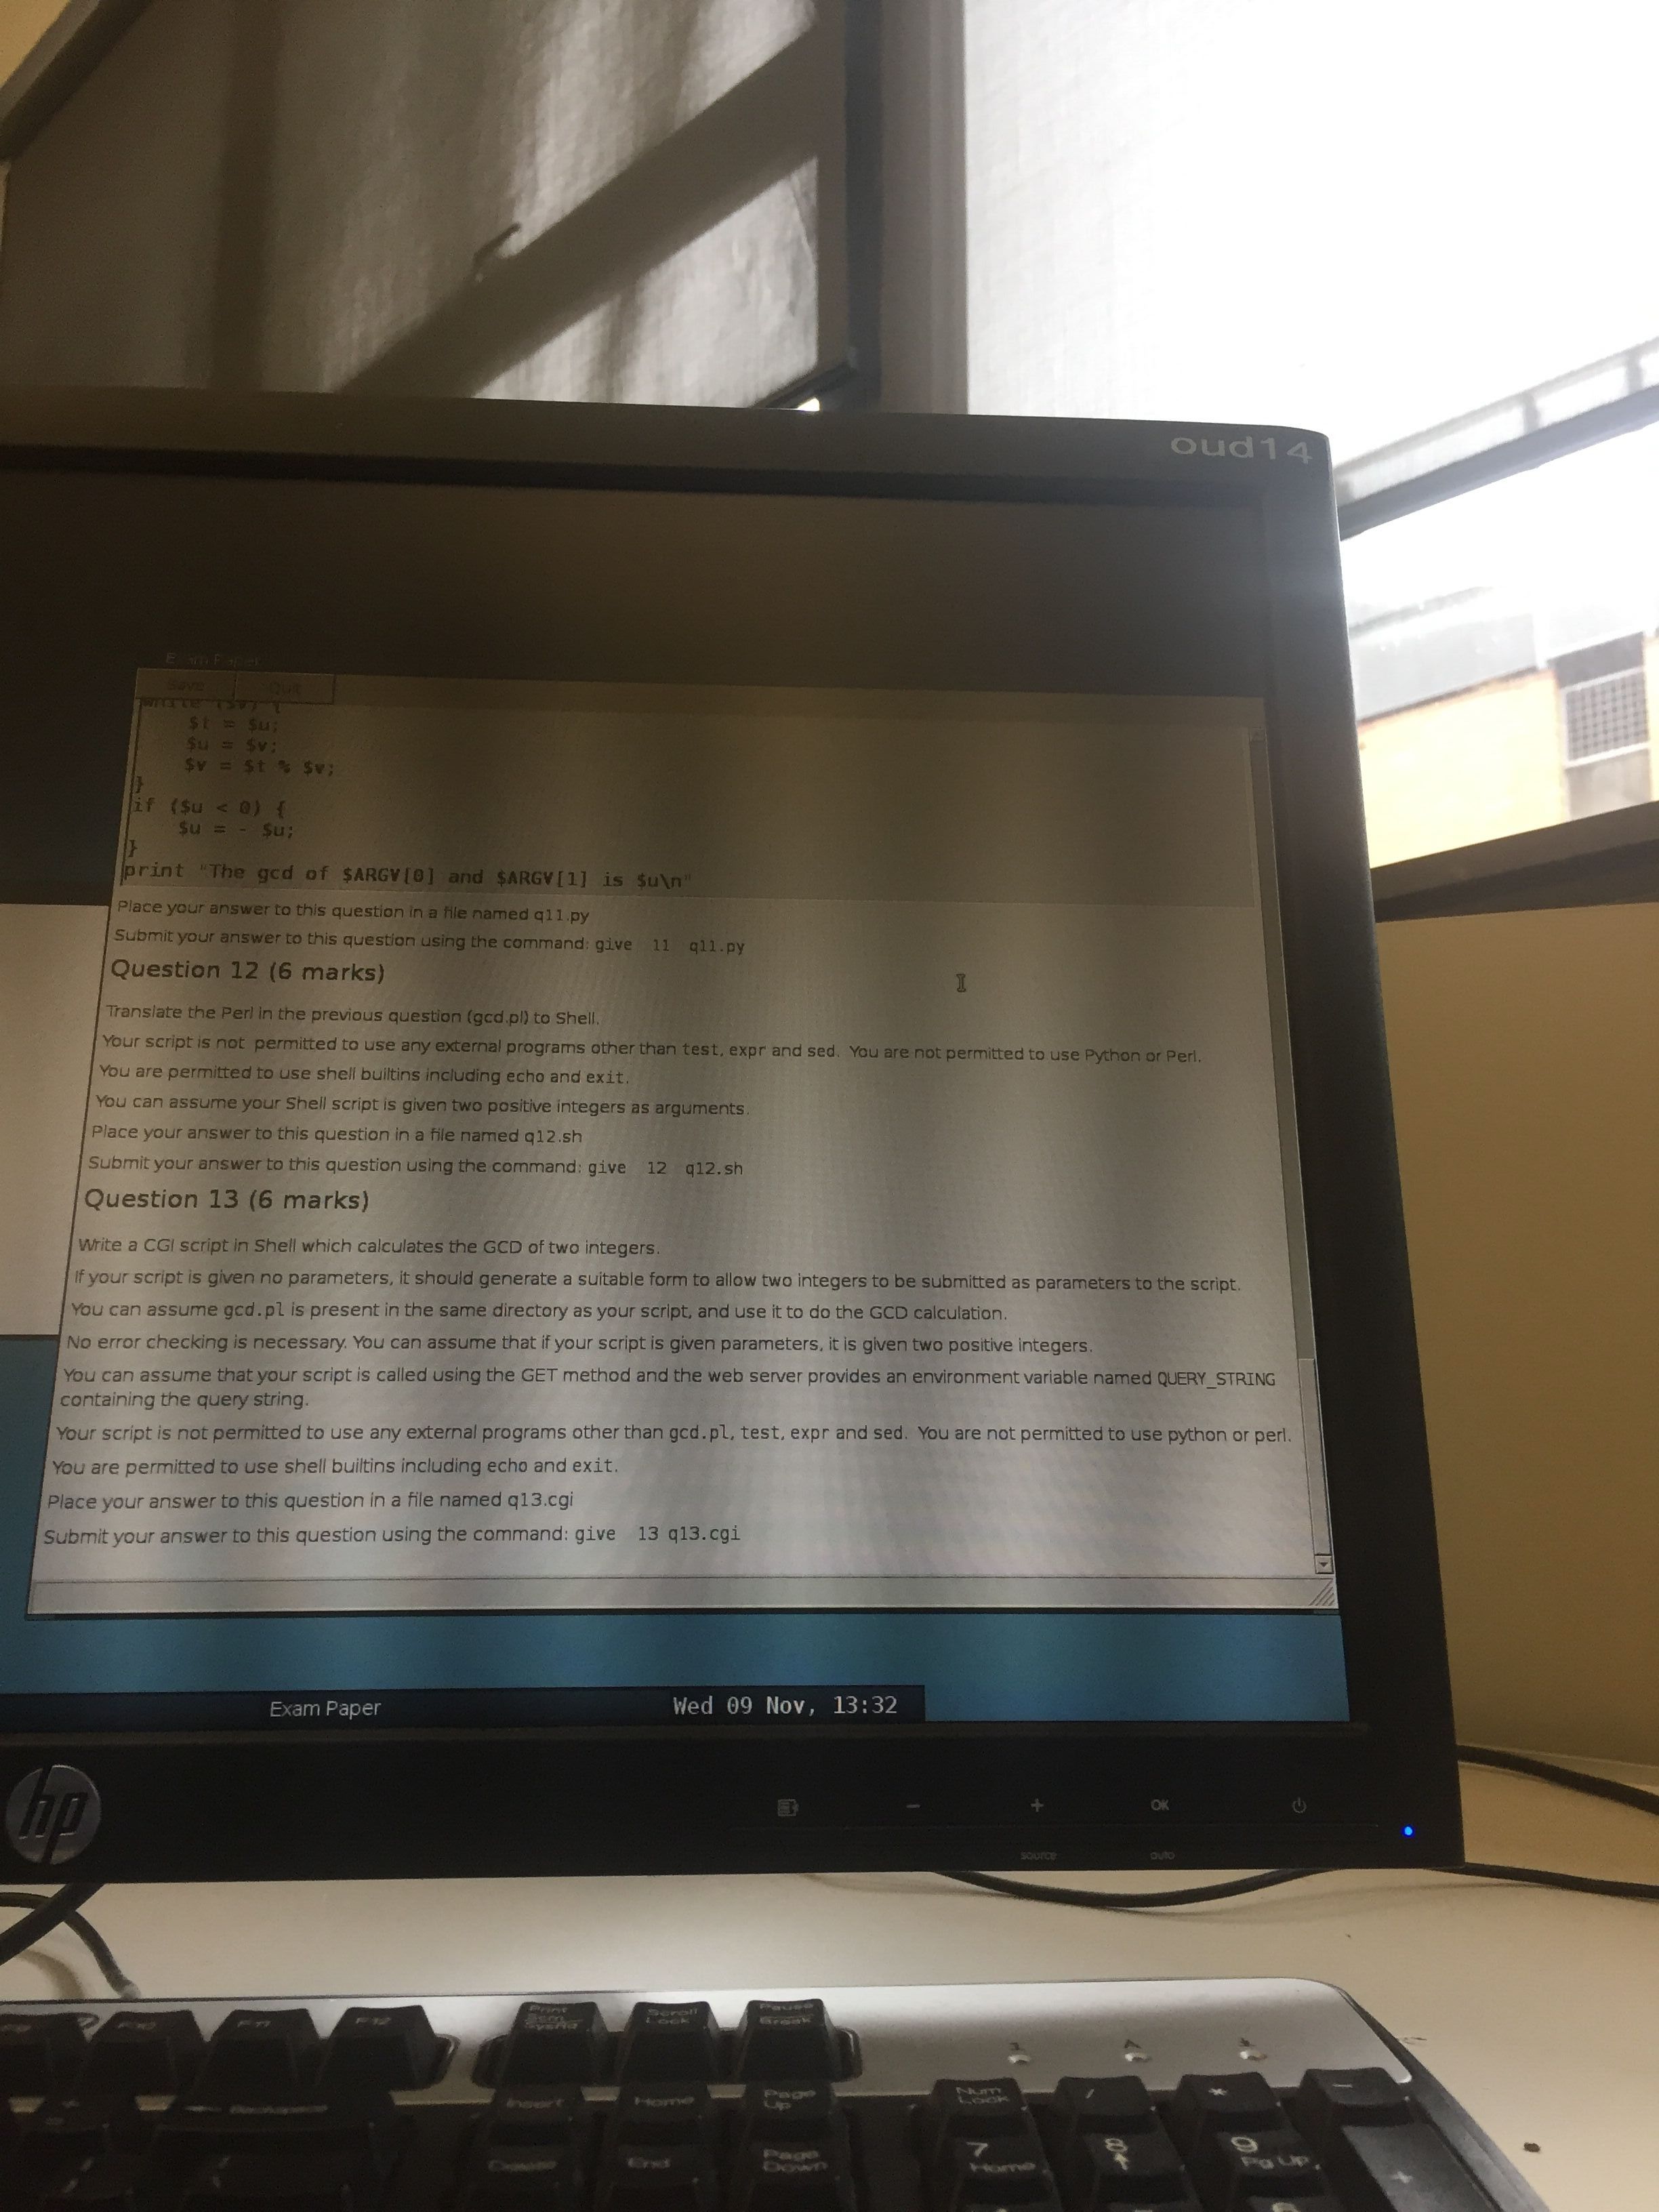 oud14
Exam Paper
Save Quit
while ($v) {
$t = $u;
$u = $v;
$v = $t % $v;
}
if ($u < 0) {
$u = - $u;
}
print "The gcd of $ARGV[0] and $ARGV[1] is $u\n"
Place your answer to this question in a file named q11.py
Submit your answer to this question using the command: give 11 q11.py
Question 12 (6 marks)
Translate the Perl in the previous question (gcd.pl) to Shell.
Your script is not permitted to use any external programs other than test, expr and sed. You are not permitted to use Python or Perl.
You are permitted to use shell builtins including echo and exit.
You can assume your Shell script is given two positive integers as arguments.
Place your answer to this question in a file named q12.sh
Submit your answer to this question using the command: give 12 q12.sh
Question 13 (6 marks)
Write a CGI script in Shell which calculates the GCD of two integers.
If your script is given no parameters, it should generate a suitable form to allow two integers to be submitted as parameters to the script.
You can assume gcd.pl is present in the same directory as your script, and use it to do the GCD calculation.
No error checking is necessary. You can assume that if your script is given parameters, it is given two positive integers.
You can assume that your script is called using the GET method and the web server provides an environment variable named QUERY_STRING
containing the query string.
Your script is not permitted to use any external programs other than gcd.pl, test, expr and sed. You are not permitted to use python or perl.
You are permitted to use shell builtins including echo and exit.
Place your answer to this question in a file named q13.cgi
Submit your answer to this question using the command: give 13 q13.cgi
Exam Paper Wed 09 Nov, 13:32
hp
- + OK
source auto
F10 F11 F12 Print Scrn SysRq Scroll Lock Pause Break
1 A
Backspace Insert Home Page Up Num Lock / * -
Delete End Page Down 7 Home 8 9 Pg Up +